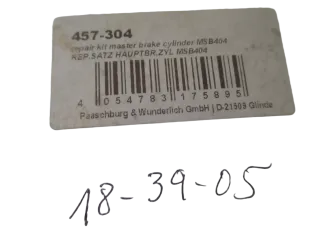 457-304
repair kit master brake cylinder MSB404
REP.SATZ HAUPTBR.ZYL MSB404
4 054783 175895
Paaschburg & Wunderlich GmbH | D-21509 Glinde
18-39-05